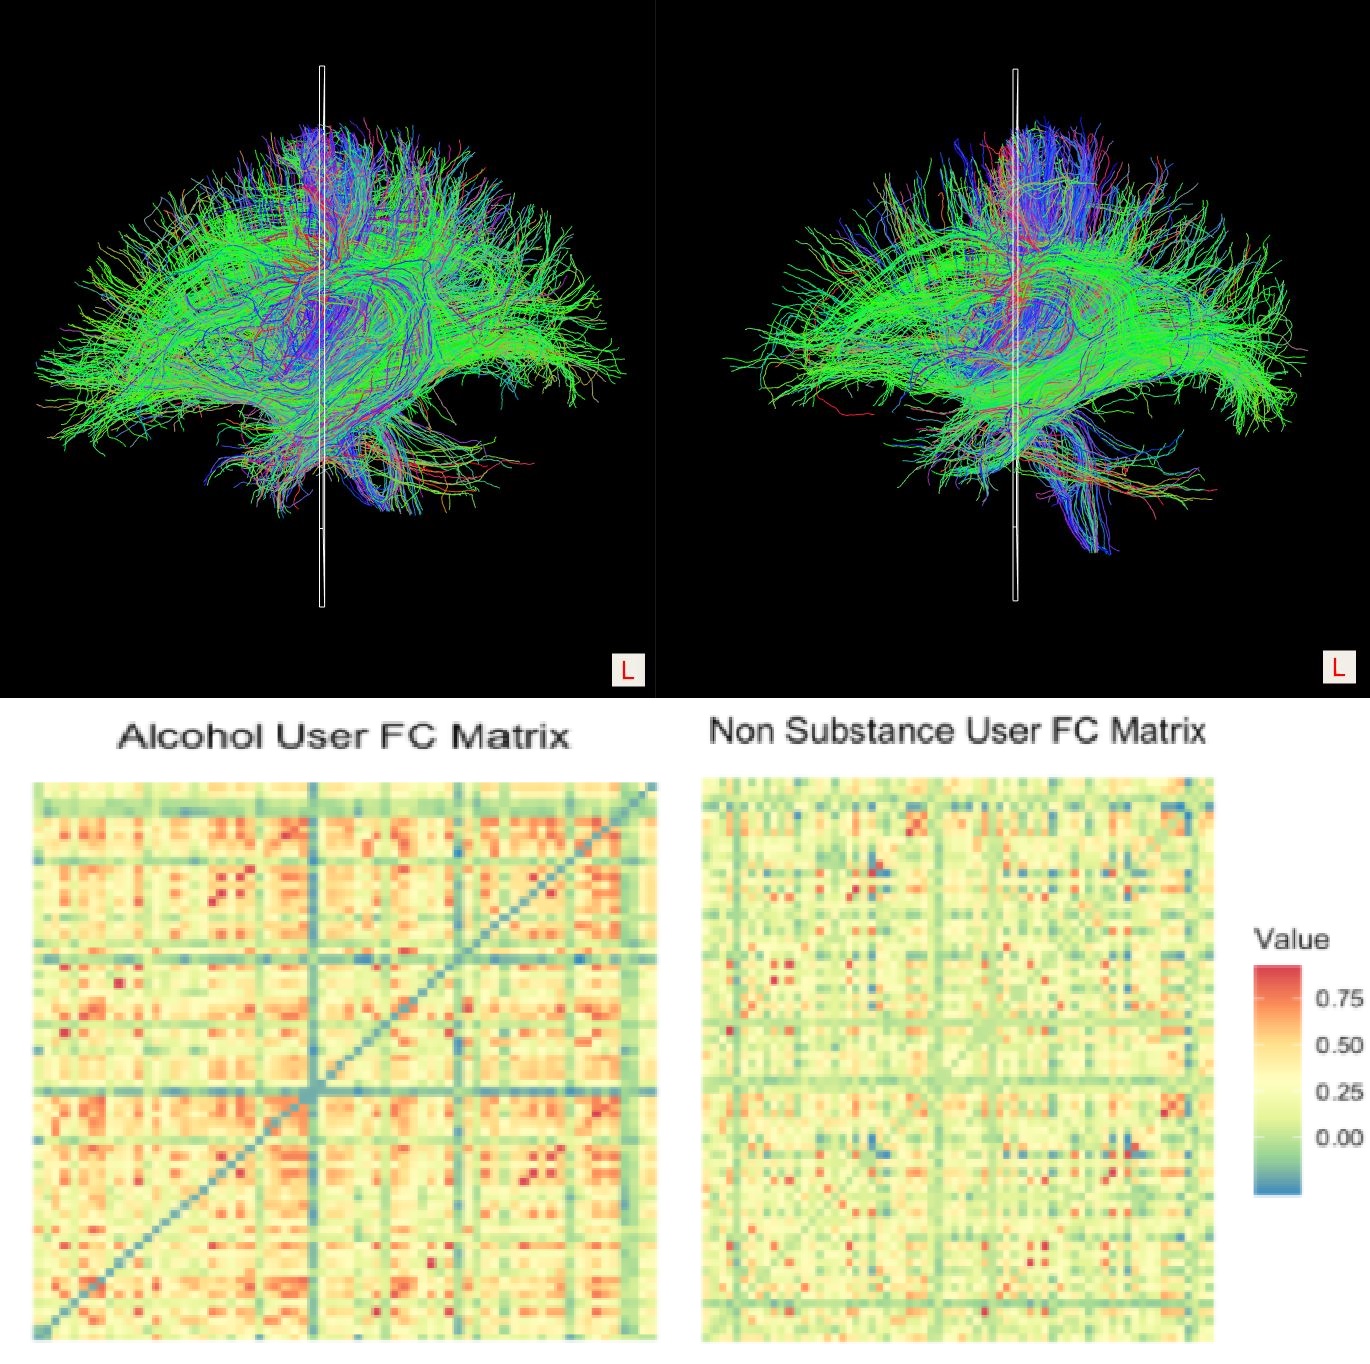 L
L
Alcohol User FC Matrix
Non Substance User FC Matrix
Value
0.75
0.50
0.25
0.00